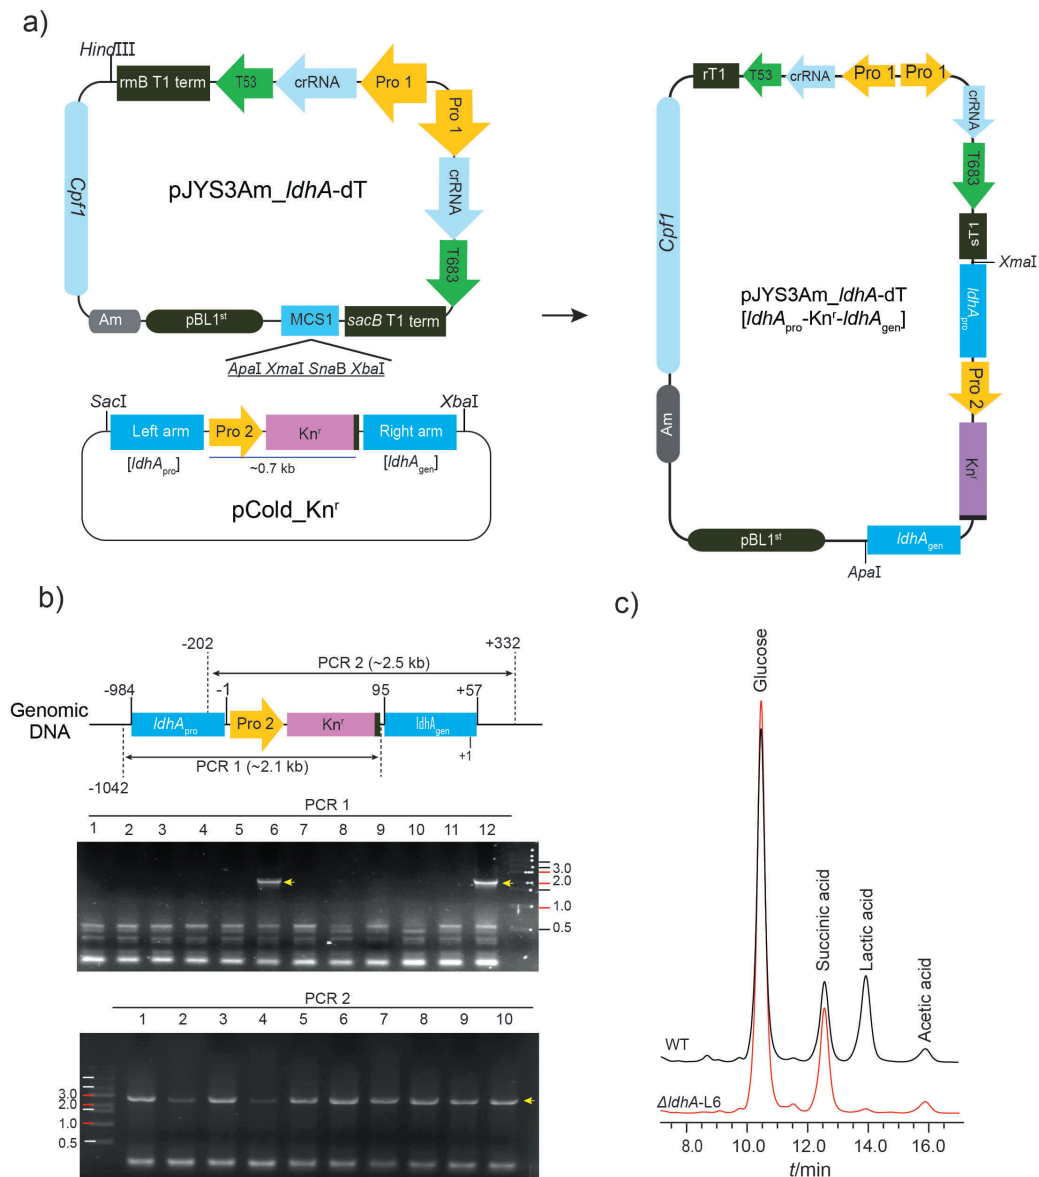 a)
HindIII
rmB T1 term
T53
crRNA
Pro 1
Pro 1
crRNA
T683
Cpf1
pJYS3Am_ldhA-dT
Am
pBL1st
MCS1
sacB T1 term
ApaI XmaI SnaB XbaI
SacI
XbaI
Left arm
Pro 2
Knr
Right arm
[ldhApro]
~0.7 kb
[ldhAgen]
pCold_Knr
rT1
T53
crRNA
Pro 1
Pro 1
crRNA
T683
sT1
XmaI
Cpf1
pJYS3Am_ldhA-dT
[ldhApro-Knr-ldhAgen]
ldhApro
Pro 2
Am
Knr
pBL1st
ldhAgen
ApaI
b)
-202
+332
PCR 2 (~2.5 kb)
-984
-1
95
+57
Genomic
DNA
ldhApro
Pro 2
Knr
ldhAgen
+1
PCR 1 (~2.1 kb)
-1042
PCR 1
1 2 3 4 5 6 7 8 9 10 11 12
3.0
2.0
1.0
0.5
PCR 2
1 2 3 4 5 6 7 8 9 10
3.0
2.0
1.0
0.5
c)
Glucose
Succinic acid
Lactic acid
Acetic acid
WT
ΔldhA-L6
8.0 10.0 12.0 14.0 16.0
t/min